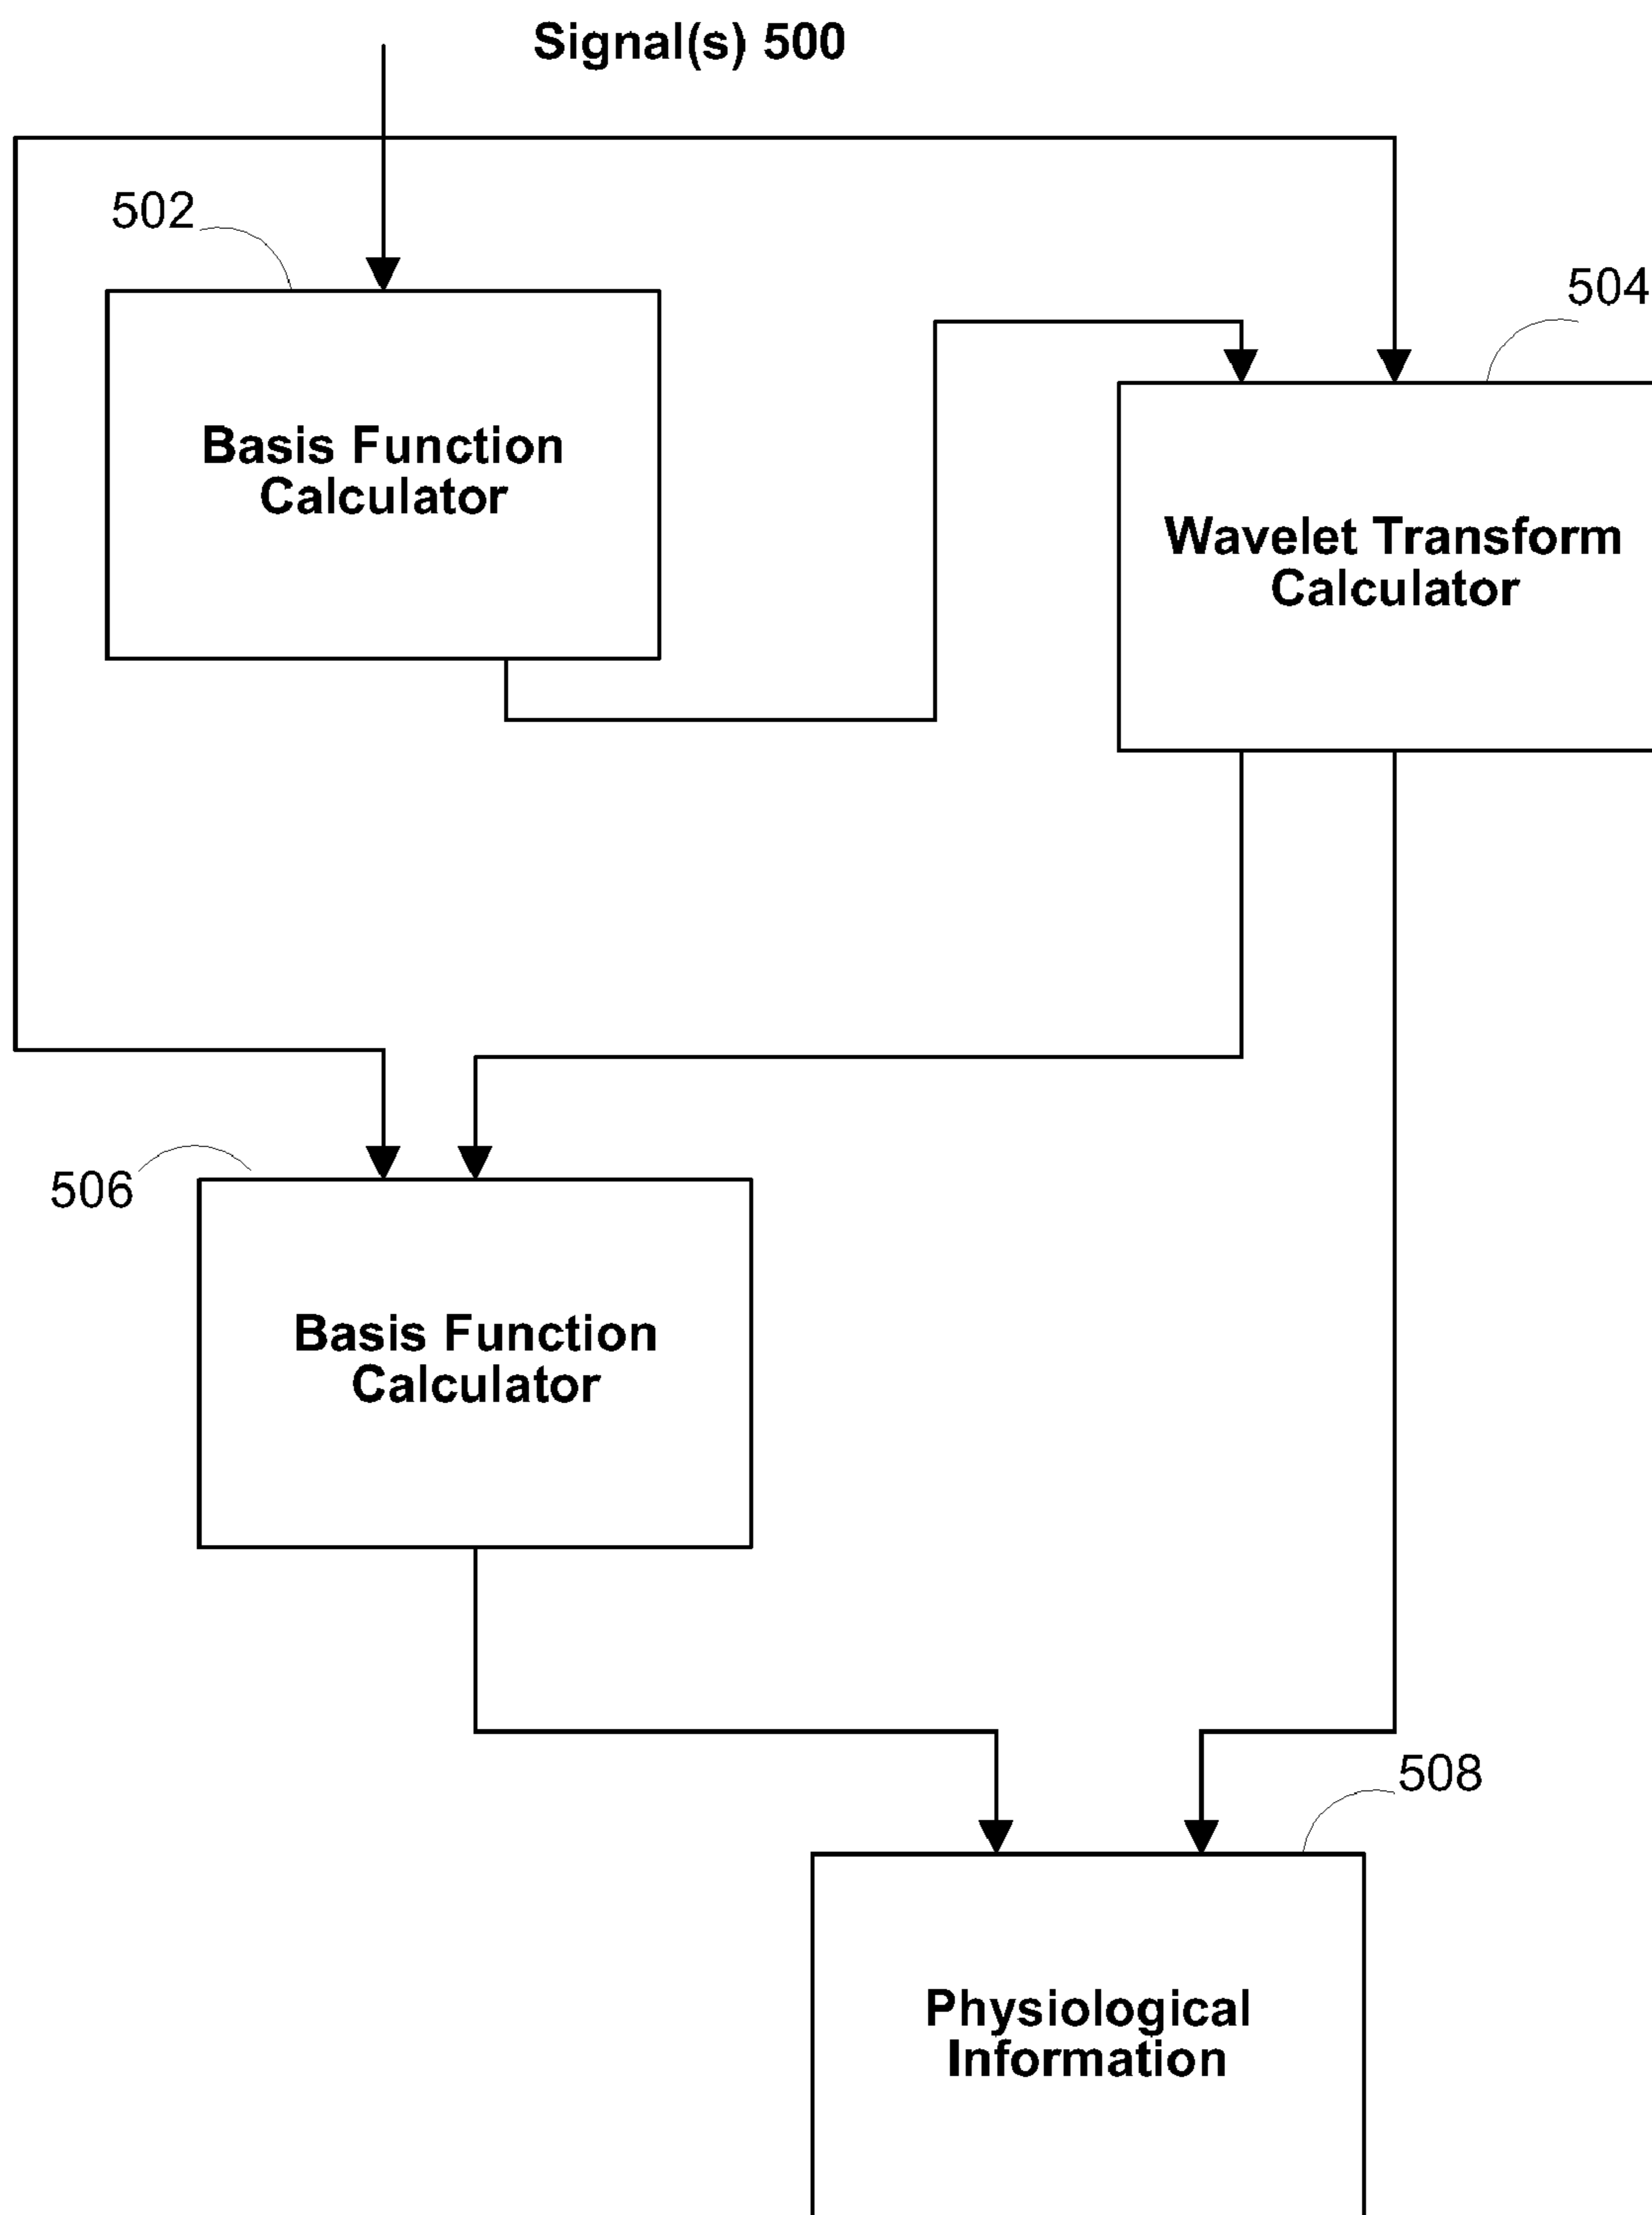 Signal(s) 500
502
504
Basis Function
Calculator
Wavelet Transform
Calculator
506
Basis Function
Calculator
508
Physiological
Information